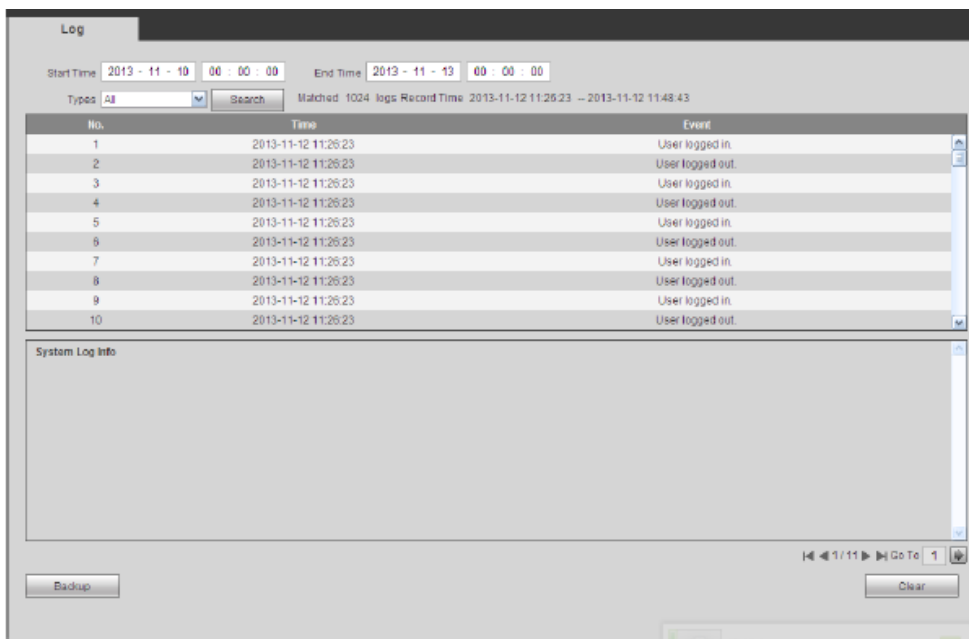 Log
Start Time 2013 - 11 - 10 00 : 00 : 00 End Time 2013 - 11 - 13 00 : 00 : 00
Types All Search Matched 1024 logs Record Time 2013-11-12 11:26:23 -- 2013-11-12 11:48:43
No. Time Event
1 2013-11-12 11:26:23 User logged in.
2 2013-11-12 11:26:23 User logged out.
3 2013-11-12 11:26:23 User logged in.
4 2013-11-12 11:26:23 User logged out.
5 2013-11-12 11:26:23 User logged in.
6 2013-11-12 11:26:23 User logged out.
7 2013-11-12 11:26:23 User logged in.
8 2013-11-12 11:26:23 User logged out.
9 2013-11-12 11:26:23 User logged in.
10 2013-11-12 11:26:23 User logged out.
System Log Info
1 / 11 Go To 1
Backup Clear